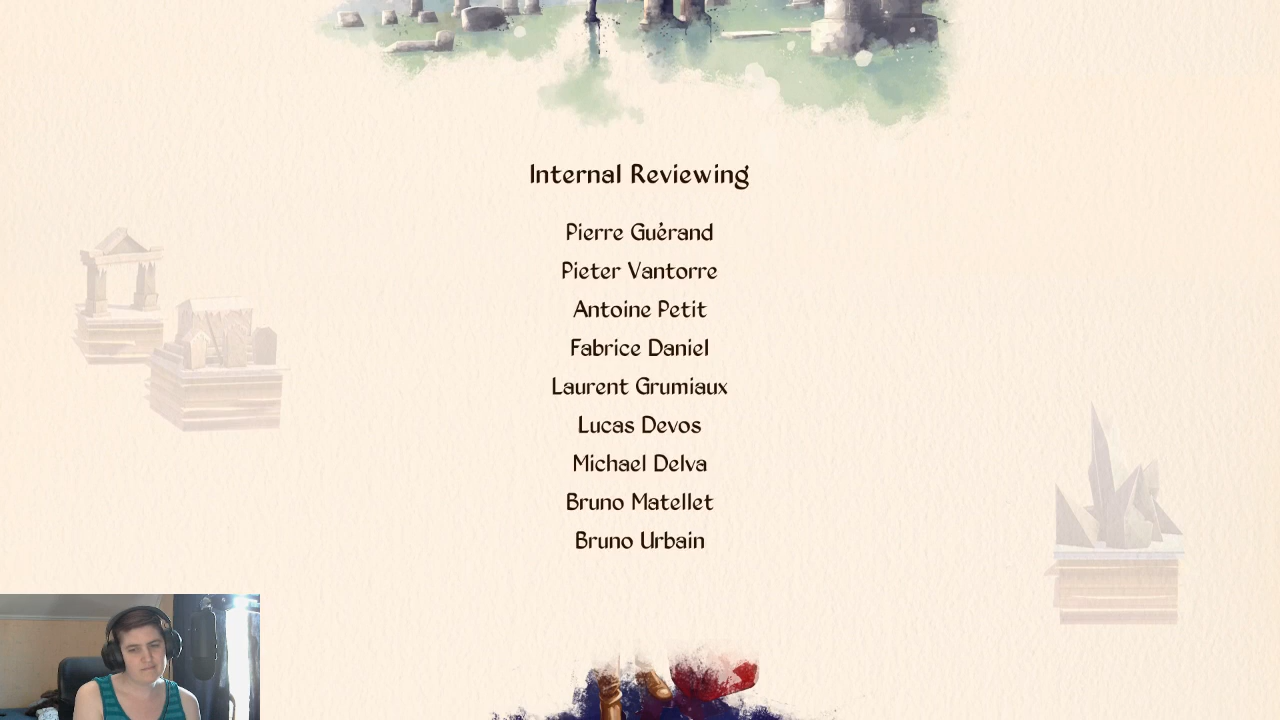 Internal Reviewing
Pierre Guérand
Pieter Vantorre
Antoine Petit
Fabrice Daniel
Laurent Grumiaux
Lucas Devos
Michael Delva
Bruno Matellet
Bruno Urbain